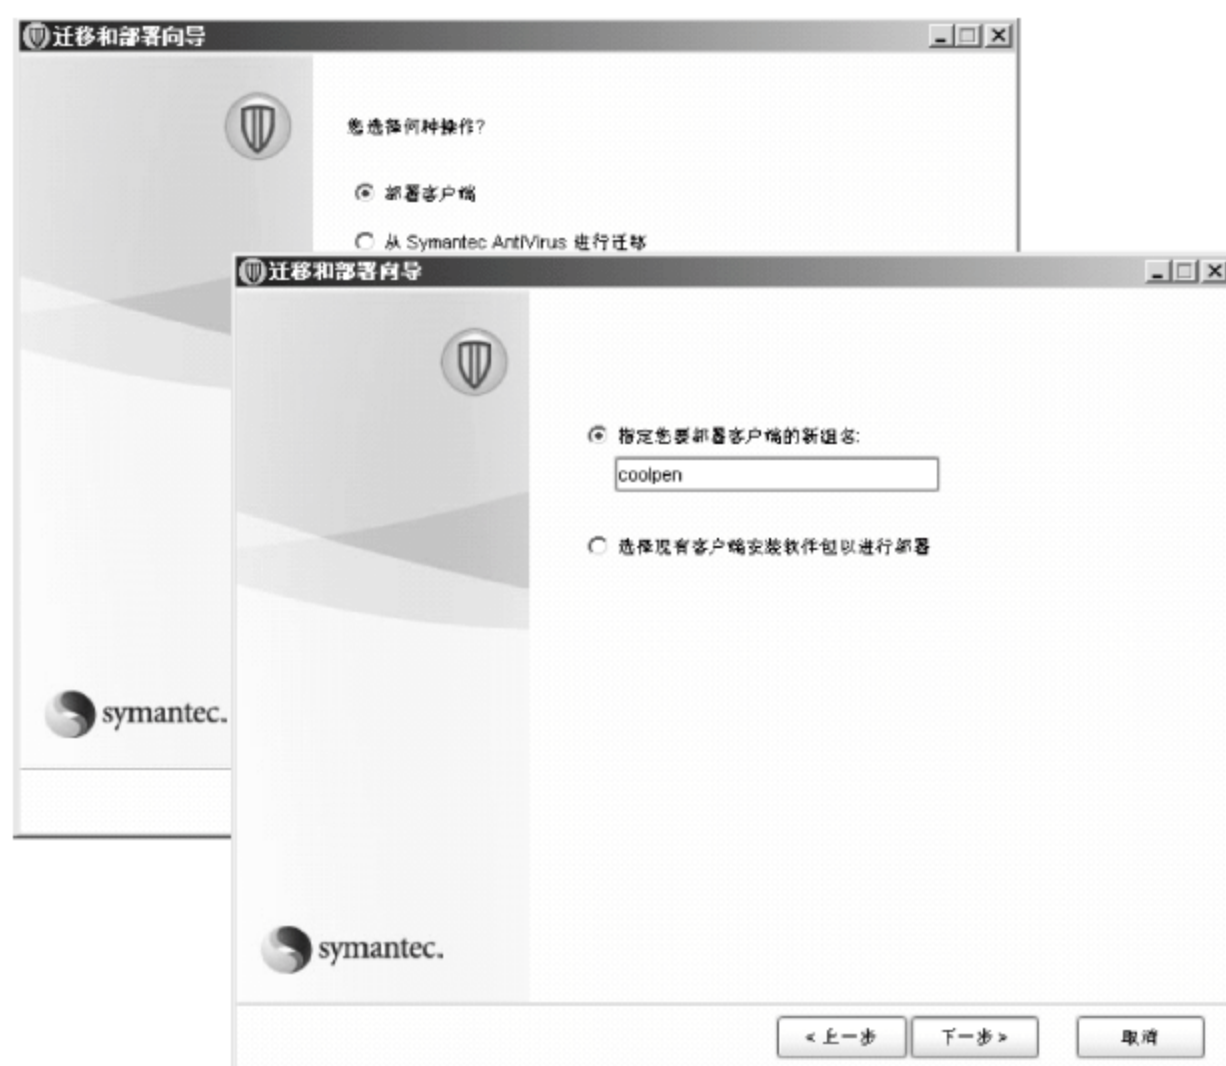 迁移和部署向导
您选择何种操作?
部署客户端
从 Symantec AntiVirus 进行迁移
symantec.
迁移和部署向导
指定您要部署客户端的新组名:
coolpen
选择现有客户端安装软件包以进行部署
symantec.
< 上一步
下一步 >
取消